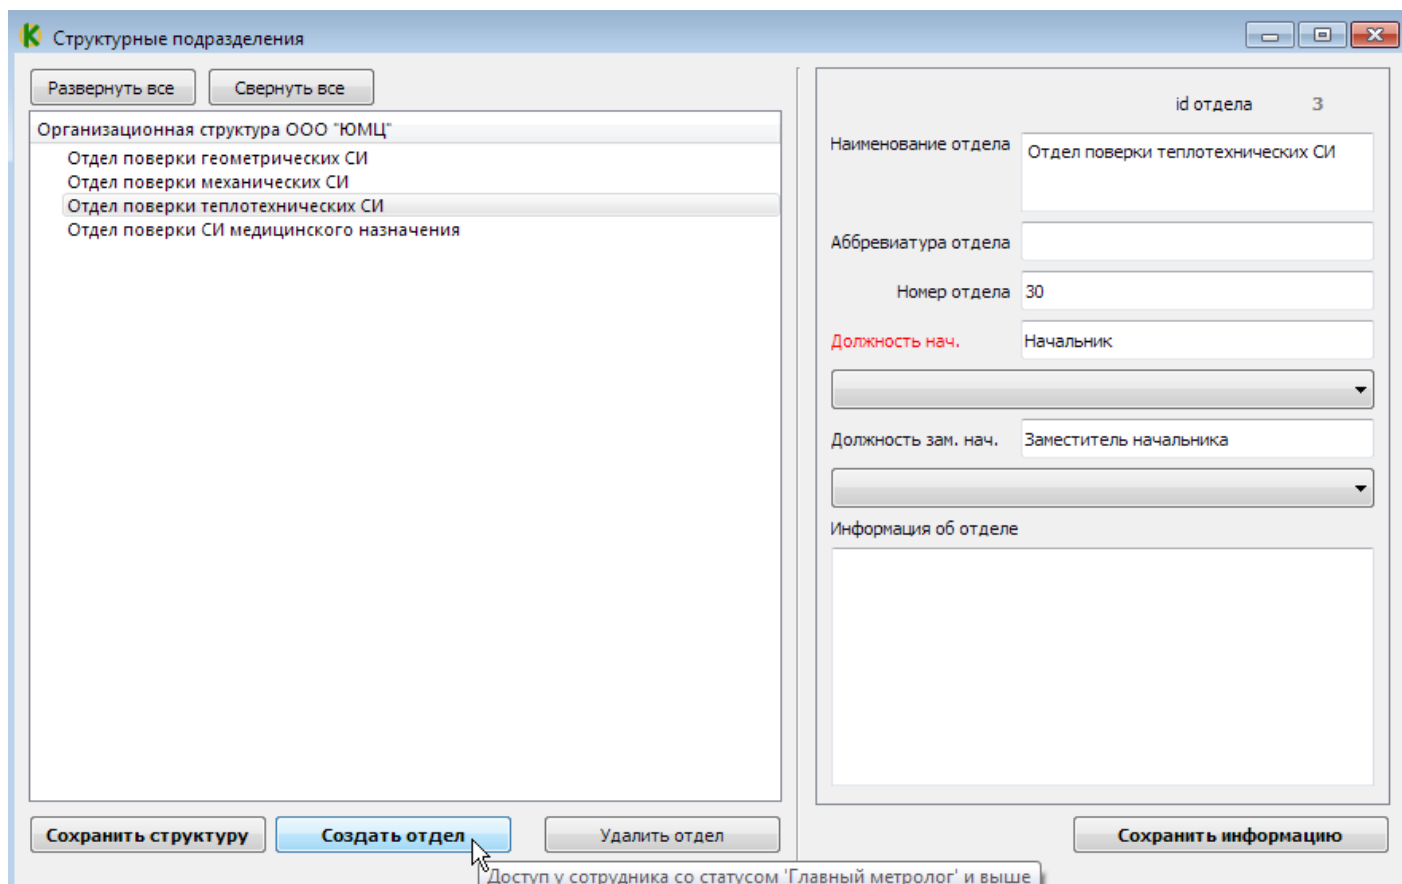 Структурные подразделения
Развернуть все
Свернуть все
Организационная структура ООО "ЮМЦ"
Отдел поверки геометрических СИ
Отдел поверки механических СИ
Отдел поверки теплотехнических СИ
Отдел поверки СИ медицинского назначения
id отдела 3
Наименование отдела
Отдел поверки теплотехнических СИ
Аббревиатура отдела
Номер отдела 30
Должность нач. Начальник
Должность зам. нач. Заместитель начальника
Информация об отделе
Сохранить структуру
Создать отдел
Удалить отдел
Сохранить информацию
Доступ у сотрудника со статусом 'Главный метролог' и выше